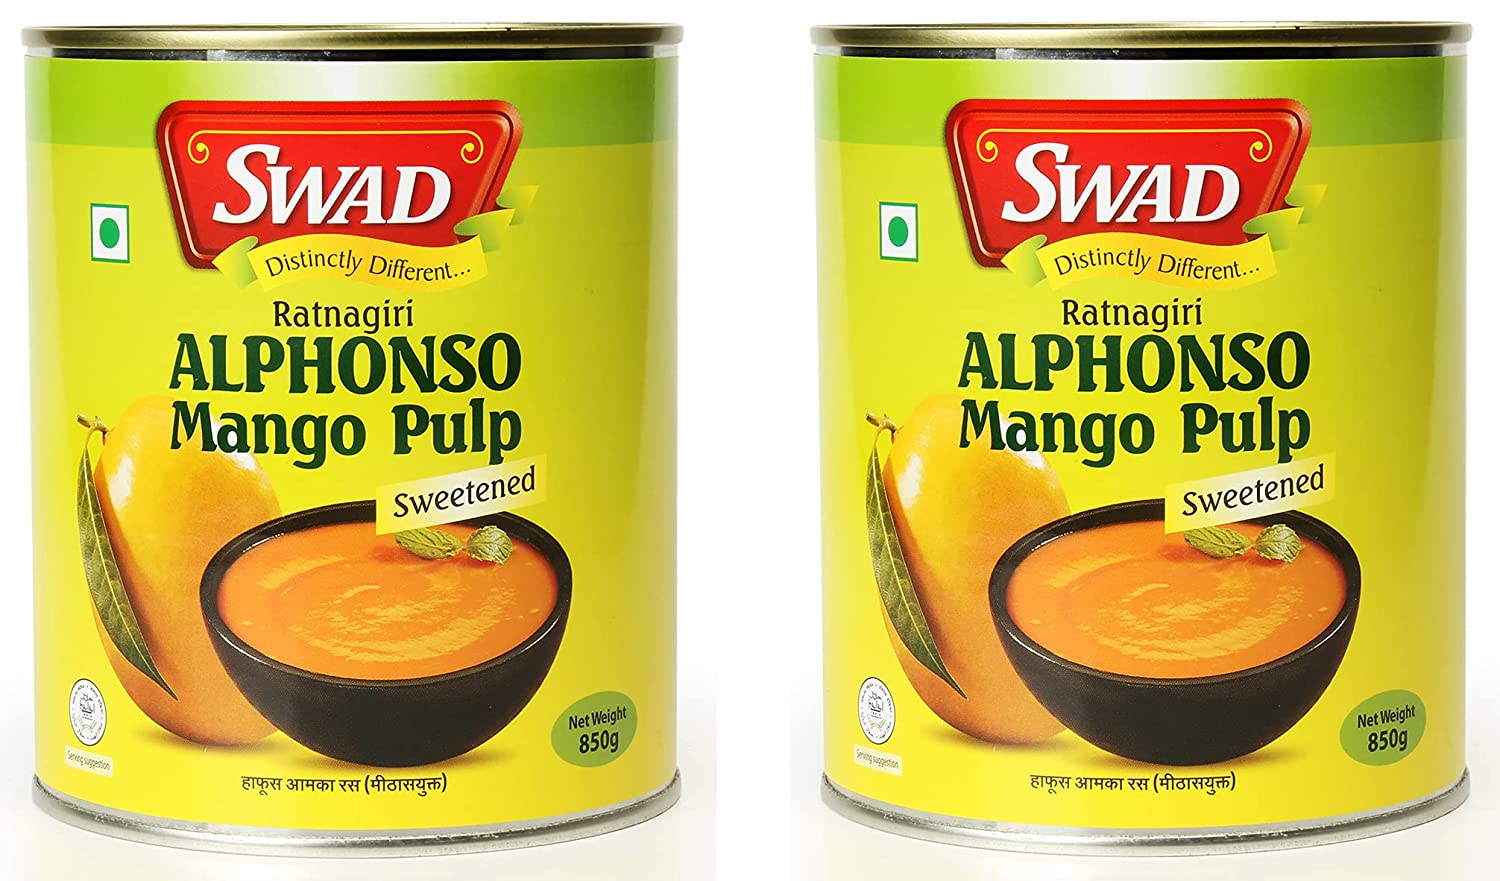 SWAD
Distinctly Different...
Ratnagiri
ALPHONSO
Mango Pulp
Sweetened
Net Weight
850g
Serving suggestion
हाफूस आमका रस (मीठासयुक्त)
SWAD
Distinctly Different...
Ratnagiri
ALPHONSO
Mango Pulp
Sweetened
Net Weight
850g
Serving suggestion
हाफूस आमका रस (मीठासयुक्त)